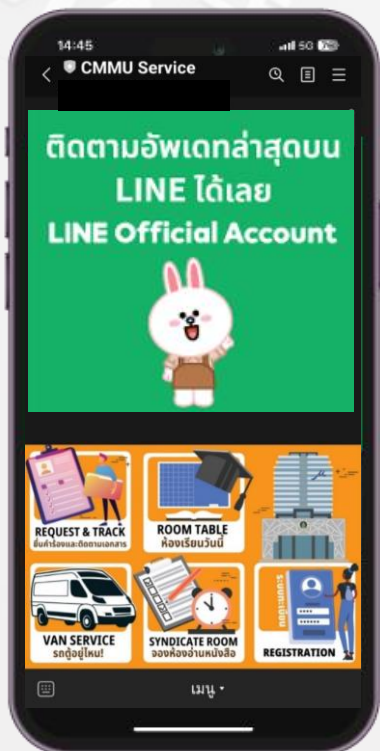 14:45
5G
CMMU Service
ติดตามอัพเดทล่าสุดบน
LINE ได้เลย
LINE Official Account
REQUEST & TRACK
ยื่นคำร้องและติดตามเอกสาร
ROOM TABLE
ห้องเรียนวันนี้
VAN SERVICE
รถตู้อยู่ไหน!
SYNDICATE ROOM
จองห้องอ่านหนังสือ
REGISTRATION
เมนู